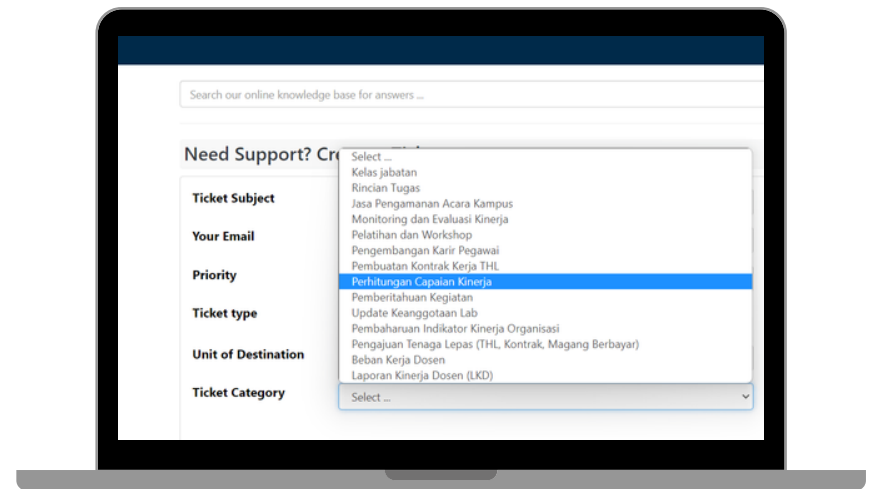 Search our online knowledge base for answers ...
Need Support? Cr
Ticket Subject
Your Email
Priority
Ticket type
Unit of Destination
Ticket Category
Select ...
Kelas jabatan
Rincian Tugas
Jasa Pengamanan Acara Kampus
Monitoring dan Evaluasi Kinerja
Pelatihan dan Workshop
Pengembangan Karir Pegawai
Pembuatan Kontrak Kerja THL
Perhitungan Capaian Kinerja
Pemberitahuan Kegiatan
Update Keanggotaan Lab
Pembaharuan Indikator Kinerja Organisasi
Pengajuan Tenaga Lepas (THL, Kontrak, Magang Berbayar)
Beban Kerja Dosen
Laporan Kinerja Dosen (LKD)
Select ...